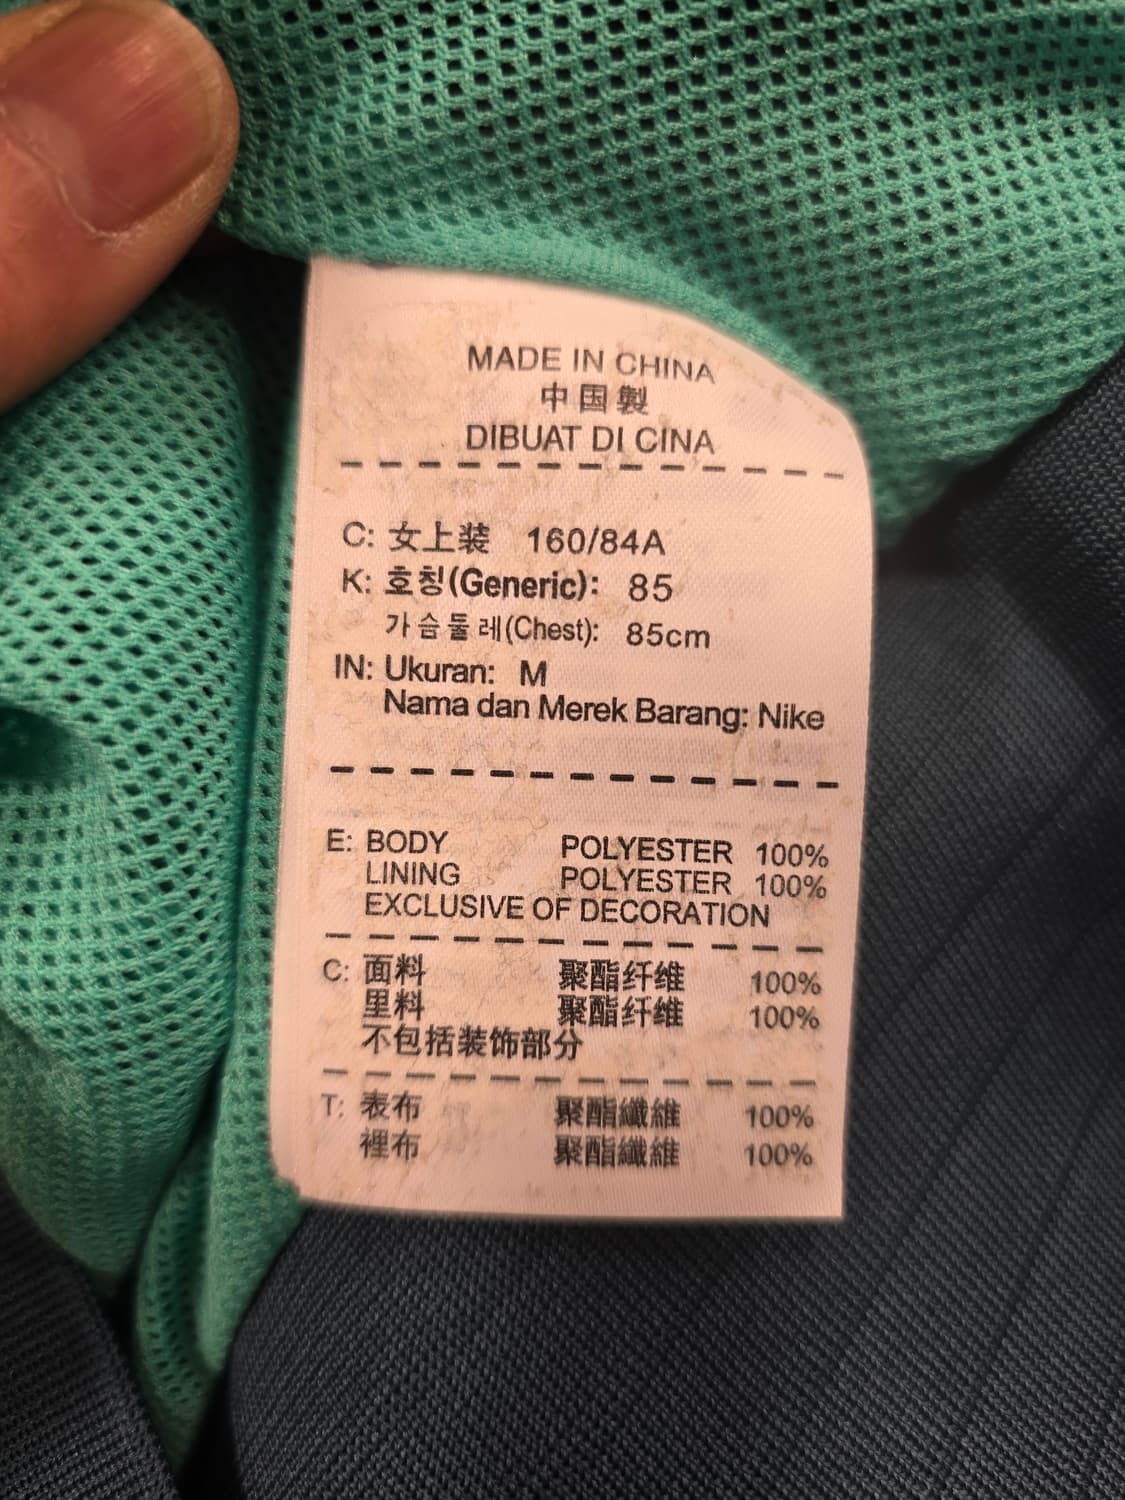 MADE IN CHINA
中国製
DIBUAT DI CINA
C: 女上装 160/84A
K: 호칭(Generic): 85
가슴둘레(Chest): 85cm
IN: Ukuran: M
Nama dan Merek Barang: Nike
E: BODY POLYESTER 100%
LINING POLYESTER 100%
EXCLUSIVE OF DECORATION
C: 面料 聚酯纤维 100%
里料 聚酯纤维 100%
不包括装饰部分
T: 表布 聚酯纖維 100%
裡布 聚酯纖維 100%